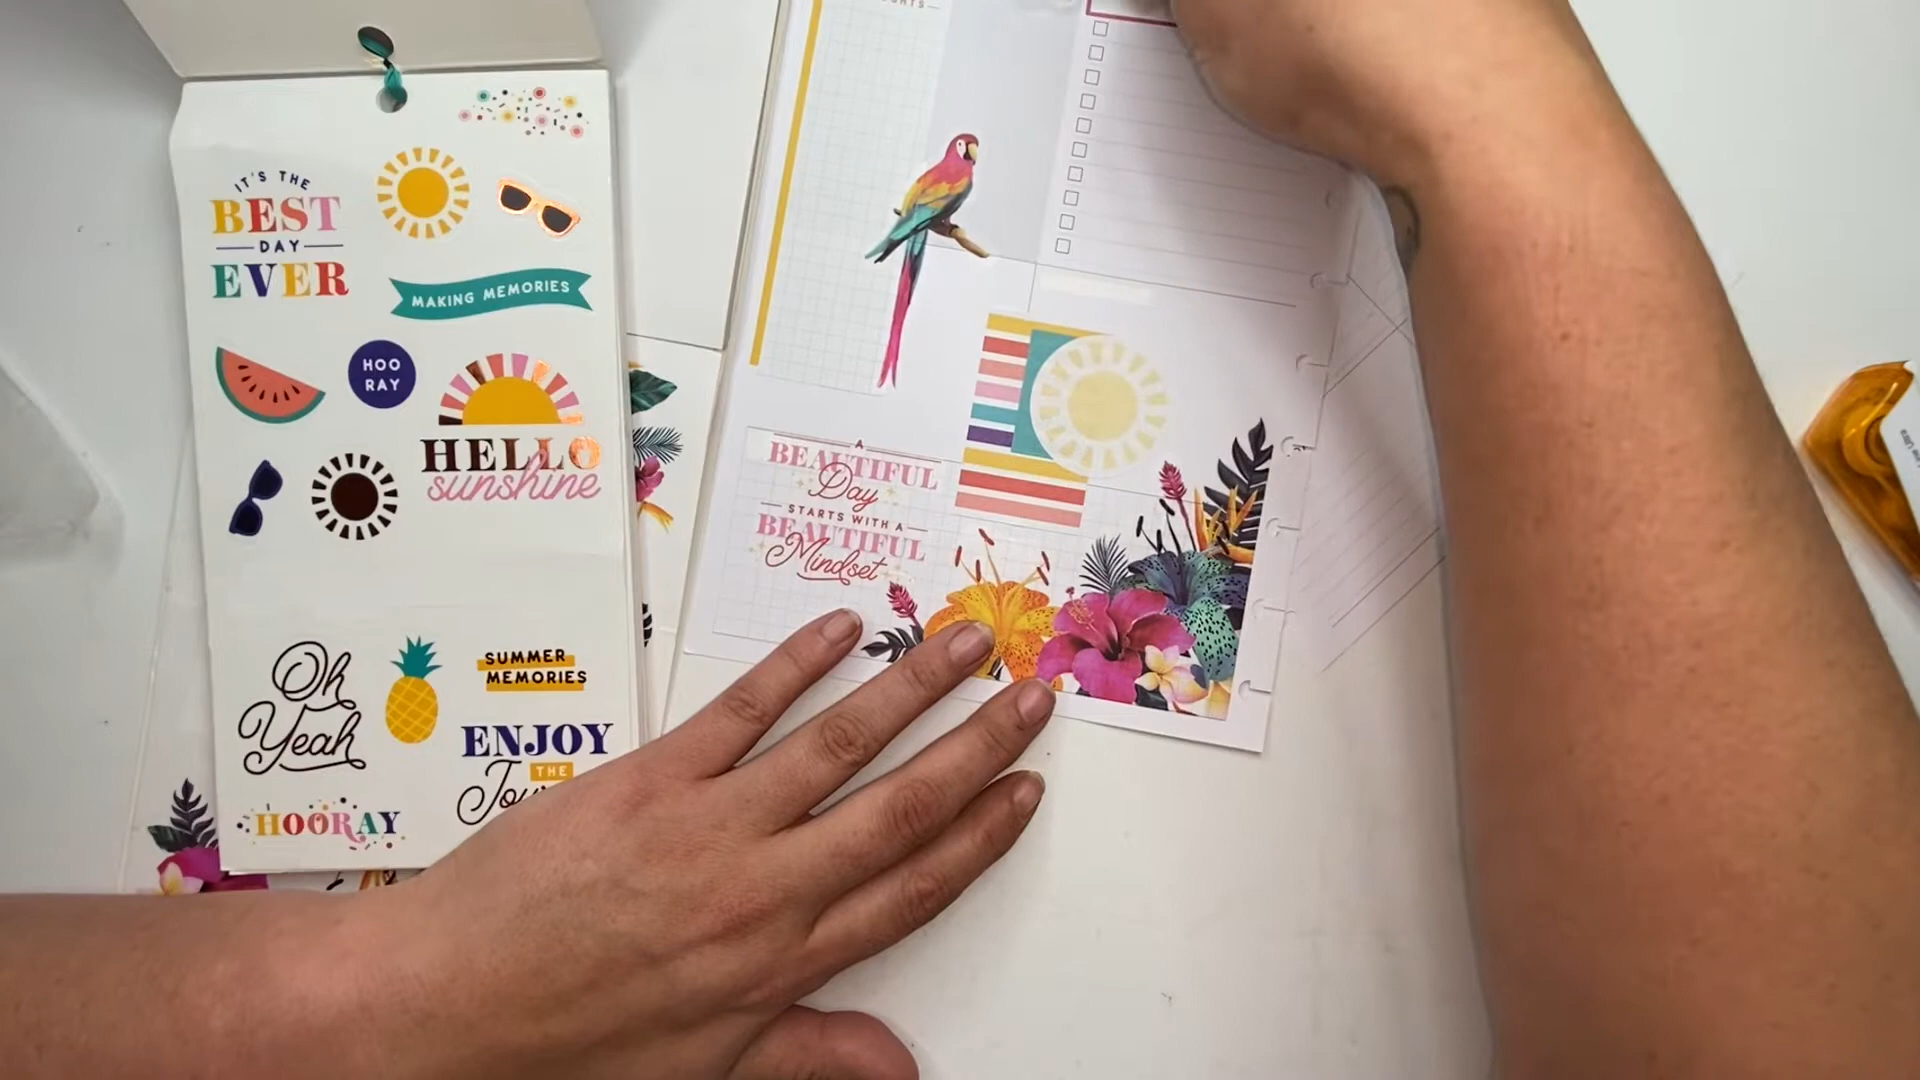 IT'S THE
BEST
DAY
EVER
MAKING MEMORIES
HOO
RAY
HELLO
sunshine
Oh
Yeah
SUMMER
MEMORIES
ENJOY
THE
HOORAY
A
BEAUTIFUL
Day
STARTS WITH A
BEAUTIFUL
Mindset